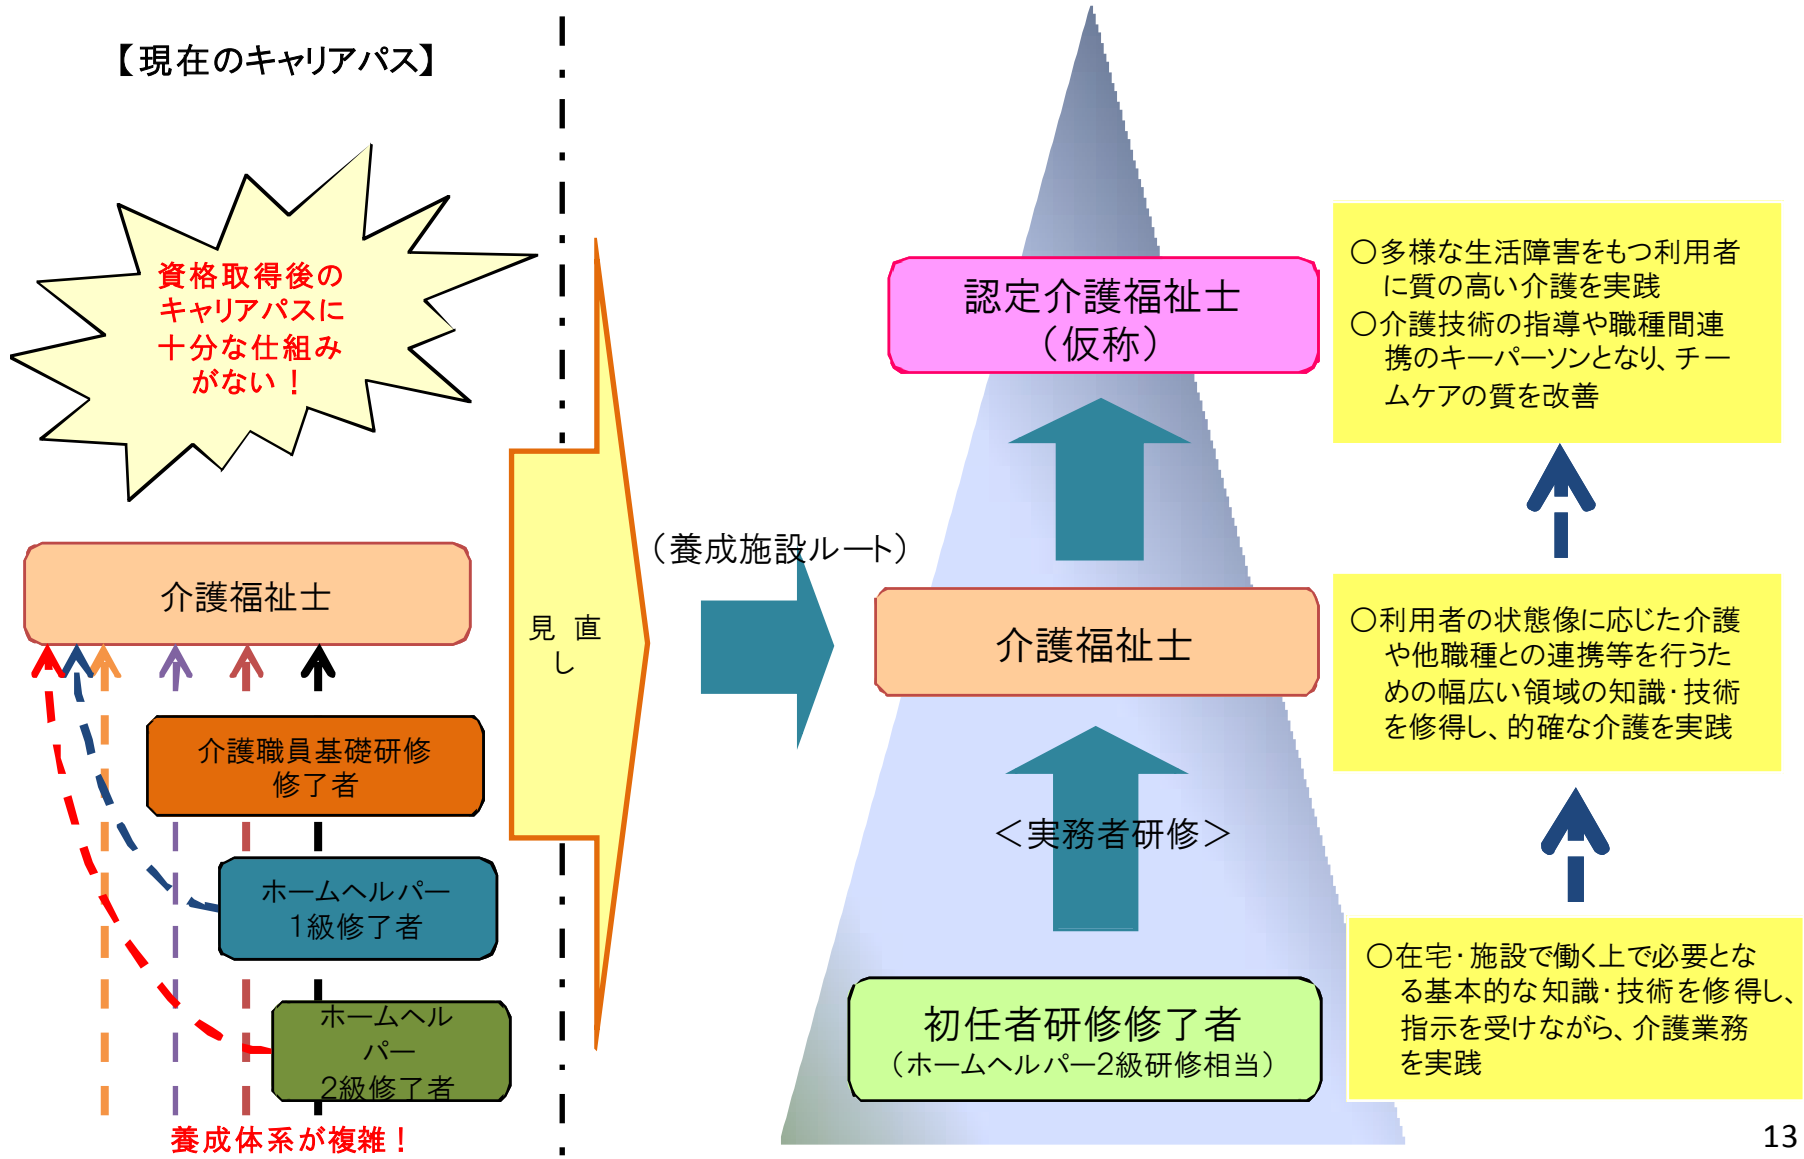 【現在のキャリアパス】
資格取得後の
キャリアパスに
十分な仕組み
がない！
介護福祉士
介護職員基礎研修
修了者
ホームヘルパー
1級修了者
ホームヘル
パー
2級修了者
養成体系が複雑！
見 直
し
（養成施設ルート）
認定介護福祉士
（仮称）
介護福祉士
＜実務者研修＞
初任者研修修了者
（ホームヘルパー2級研修相当）
○多様な生活障害をもつ利用者
に質の高い介護を実践
○介護技術の指導や職種間連
携のキーパーソンとなり、チー
ムケアの質を改善
○利用者の状態像に応じた介護
や他職種との連携等を行うた
めの幅広い領域の知識・技術
を修得し、的確な介護を実践
○在宅・施設で働く上で必要とな
る基本的な知識・技術を修得し、
指示を受けながら、介護業務
を実践
13